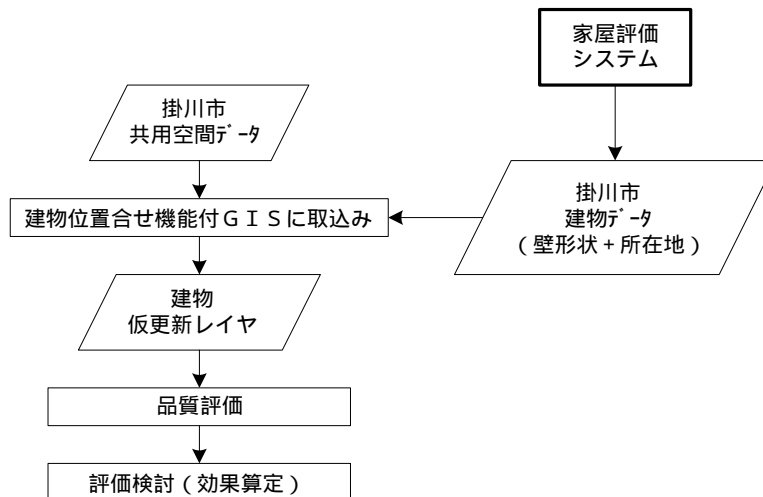 家屋評価
システム
掛川市
共用空間ﾃﾞｰﾀ
掛川市
建物ﾃﾞｰﾀ
（壁形状＋所在地）
建物位置合せ機能付ＧＩＳに取込み
建物
仮更新レイヤ
品質評価
評価検討（効果算定）